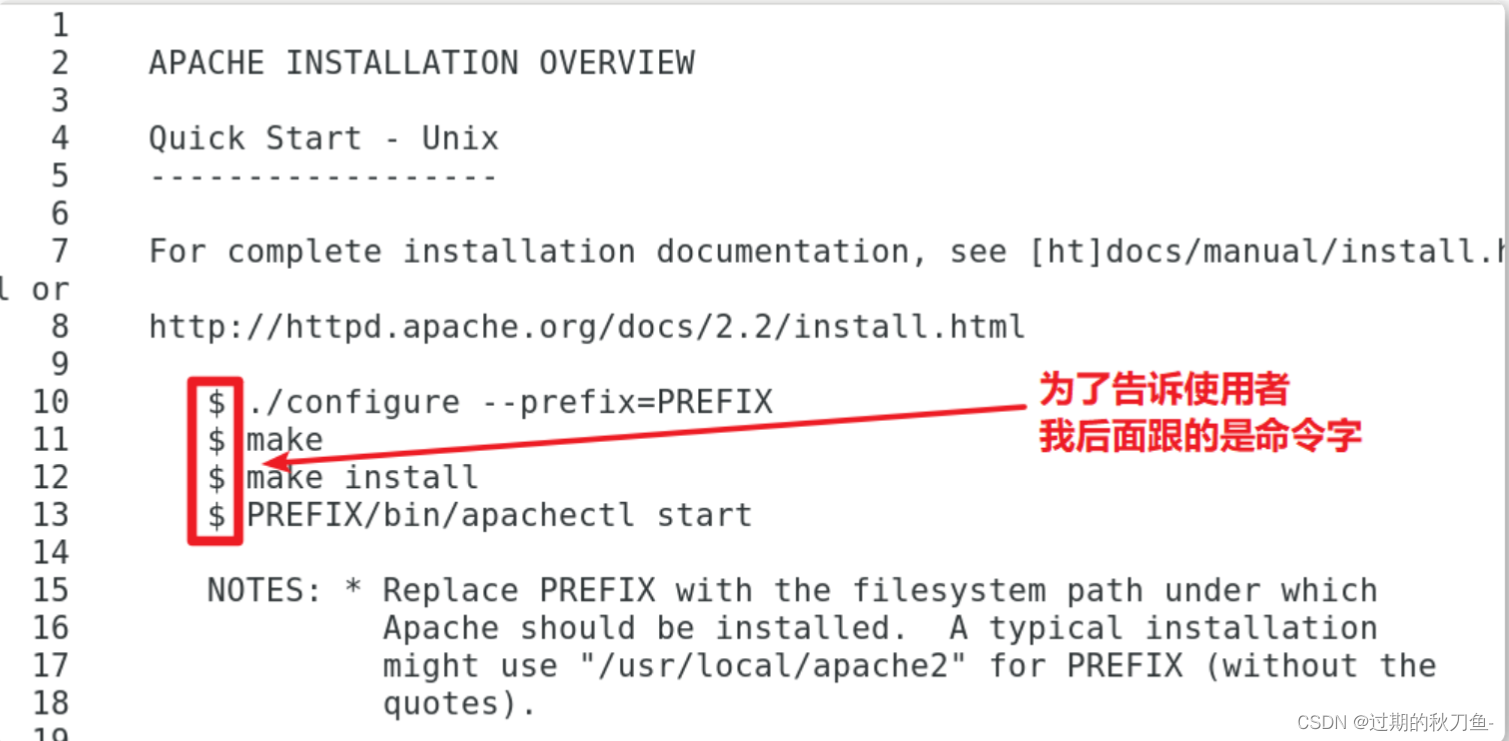 1
2 APACHE INSTALLATION OVERVIEW
3
4 Quick Start - Unix
5 ------------------
6
7 For complete installation documentation, see [ht]docs/manual/install.h
l or
8 http://httpd.apache.org/docs/2.2/install.html
9
10 $ ./configure --prefix=PREFIX
11 $ make
12 $ make install
13 $ PREFIX/bin/apachectl start
14
15 NOTES: * Replace PREFIX with the filesystem path under which
16 Apache should be installed.  A typical installation
17 might use "/usr/local/apache2" for PREFIX (without the
18 quotes).
19
为了告诉使用者
我后面跟的是命令字
CSDN @过期的秋刀鱼-